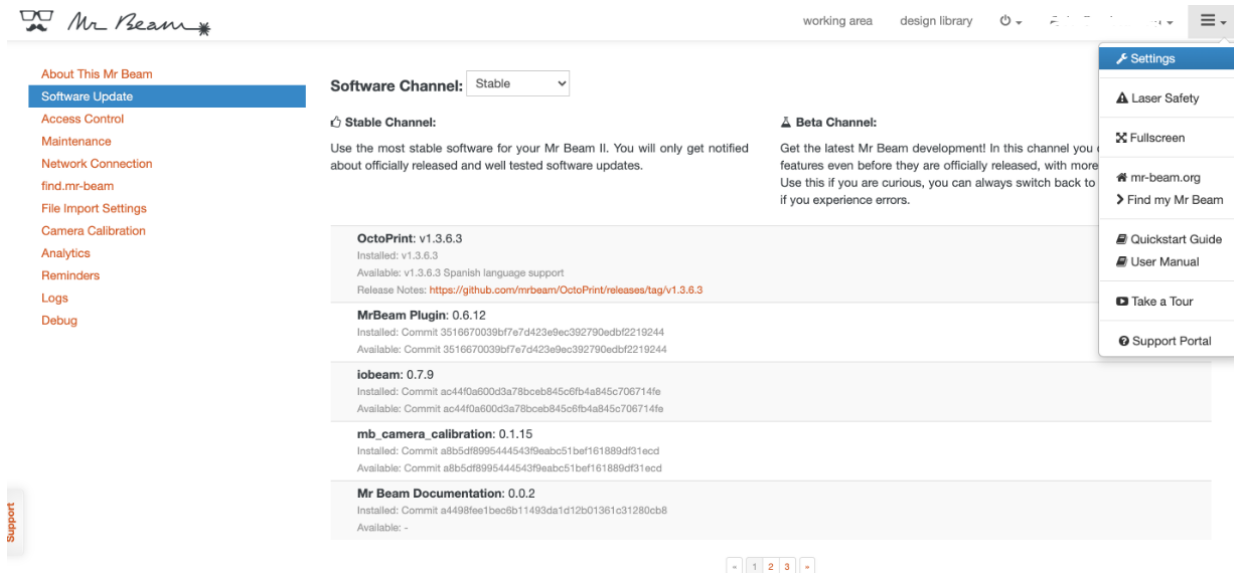 Mr Beam
working area design library
About This Mr Beam
Software Update
Access Control
Maintenance
Network Connection
find.mr-beam
File Import Settings
Camera Calibration
Analytics
Reminders
Logs
Debug
Support
Software Channel: Stable
Stable Channel:
Use the most stable software for your Mr Beam II. You will only get notified
about officially released and well tested software updates.
Beta Channel:
Get the latest Mr Beam development! In this channel you
features even before they are officially released, with more
Use this if you are curious, you can always switch back to
if you experience errors.
OctoPrint: v1.3.6.3
Installed: v1.3.6.3
Available: v1.3.6.3 Spanish language support
Release Notes: https://github.com/mrbeam/OctoPrint/releases/tag/v1.3.6.3
MrBeam Plugin: 0.6.12
Installed: Commit 3516670039bf7e7d423e9ec392790edbf2219244
Available: Commit 3516670039bf7e7d423e9ec392790edbf2219244
iobeam: 0.7.9
Installed: Commit ac44f0a600d3a78bceb845c6fb4a845c706714fe
Available: Commit ac44f0a600d3a78bceb845c6fb4a845c706714fe
mb_camera_calibration: 0.1.15
Installed: Commit a8b5df8995444543f9eabc51bef161889df31ecd
Available: Commit a8b5df8995444543f9eabc51bef161889df31ecd
Mr Beam Documentation: 0.0.2
Installed: Commit a4498fee1bec6b11493da1d12b01361c31280cb8
Available: -
« 1 2 3 »
Settings
Laser Safety
Fullscreen
mr-beam.org
Find my Mr Beam
Quickstart Guide
User Manual
Take a Tour
Support Portal